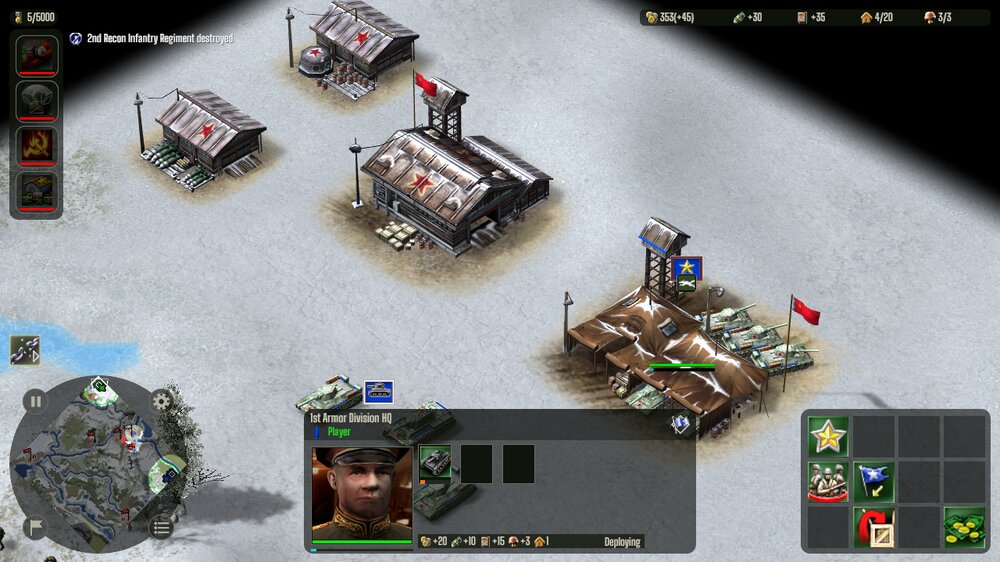 5/5000
353(+45) +30 +35 4/20 3/3
2nd Recon Infantry Regiment destroyed
1st Armor Division HQ
Player
+20 +10 +15 +3 1 Deploying